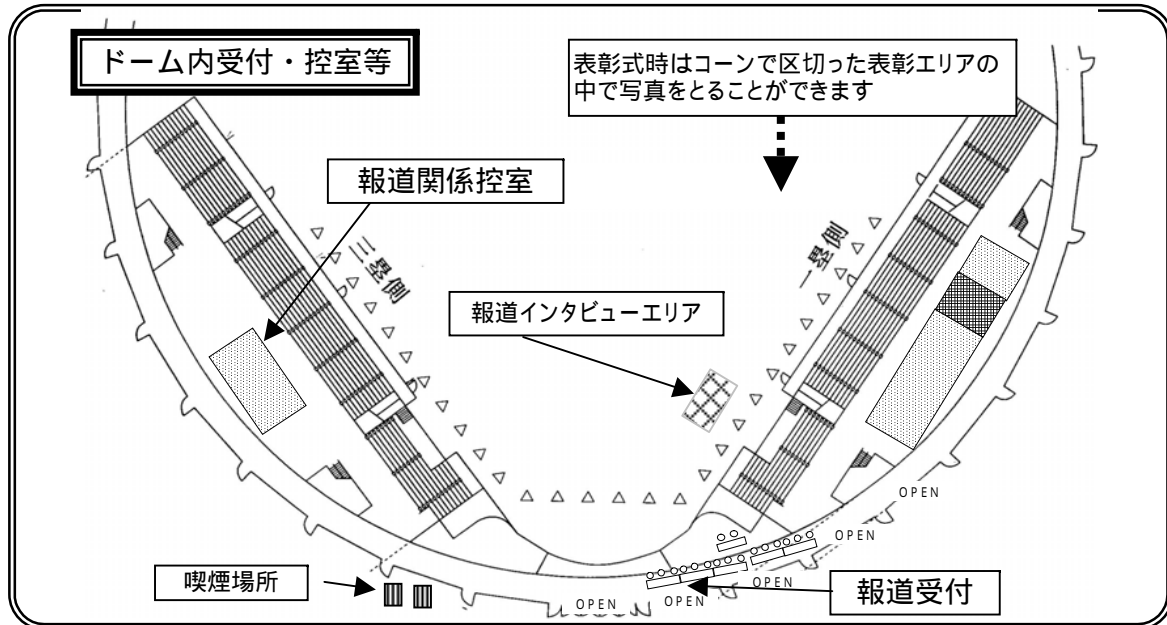 ドーム内受付・控室等
表彰式時はコーンで区切った表彰エリアの
中で写真をとることができます
報道関係控室
三塁側
一塁側
報道インタビューエリア
OPEN
OPEN
OPEN
OPEN
OPEN
喫煙場所
報道受付